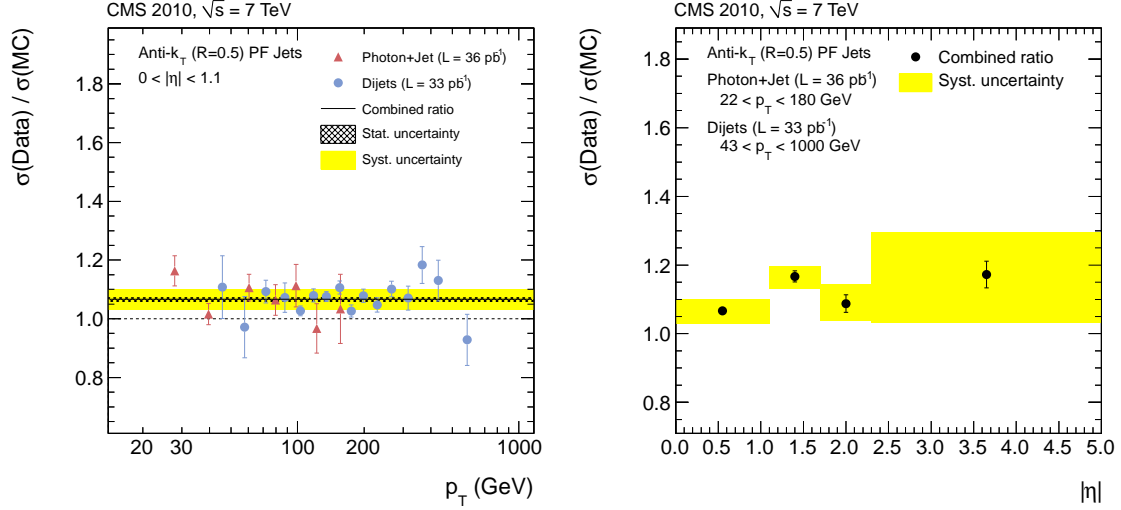 CMS 2010, √s = 7 TeV
Anti-k_T (R=0.5) PF Jets
0 < |η| < 1.1
Photon+Jet (L = 36 pb⁻¹)
Dijets (L = 33 pb⁻¹)
Combined ratio
Stat. uncertainty
Syst. uncertainty
σ(Data) / σ(MC)
1.8
1.6
1.4
1.2
1.0
0.8
20 30 100 200 1000
p_T (GeV)
CMS 2010, √s = 7 TeV
Anti-k_T (R=0.5) PF Jets
Photon+Jet (L = 36 pb⁻¹)
22 < p_T < 180 GeV
Dijets (L = 33 pb⁻¹)
43 < p_T < 1000 GeV
Combined ratio
Syst. uncertainty
σ(Data) / σ(MC)
1.8
1.6
1.4
1.2
1.0
0.8
0.0 0.5 1.0 1.5 2.0 2.5 3.0 3.5 4.0 4.5 5.0
|η|